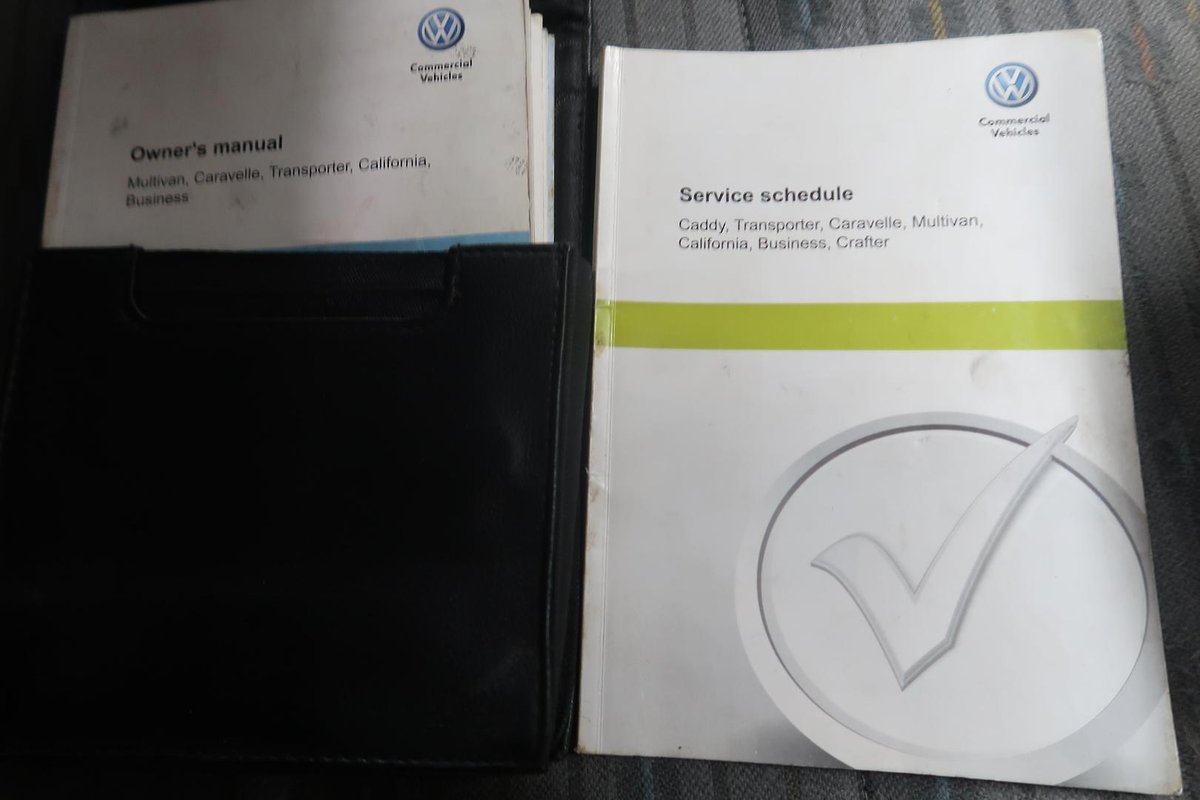 Commercial
Vehicles
Owner's manual
Multivan, Caravelle, Transporter, California,
Business
Commercial
Vehicles
Service schedule
Caddy, Transporter, Caravelle, Multivan,
California, Business, Crafter